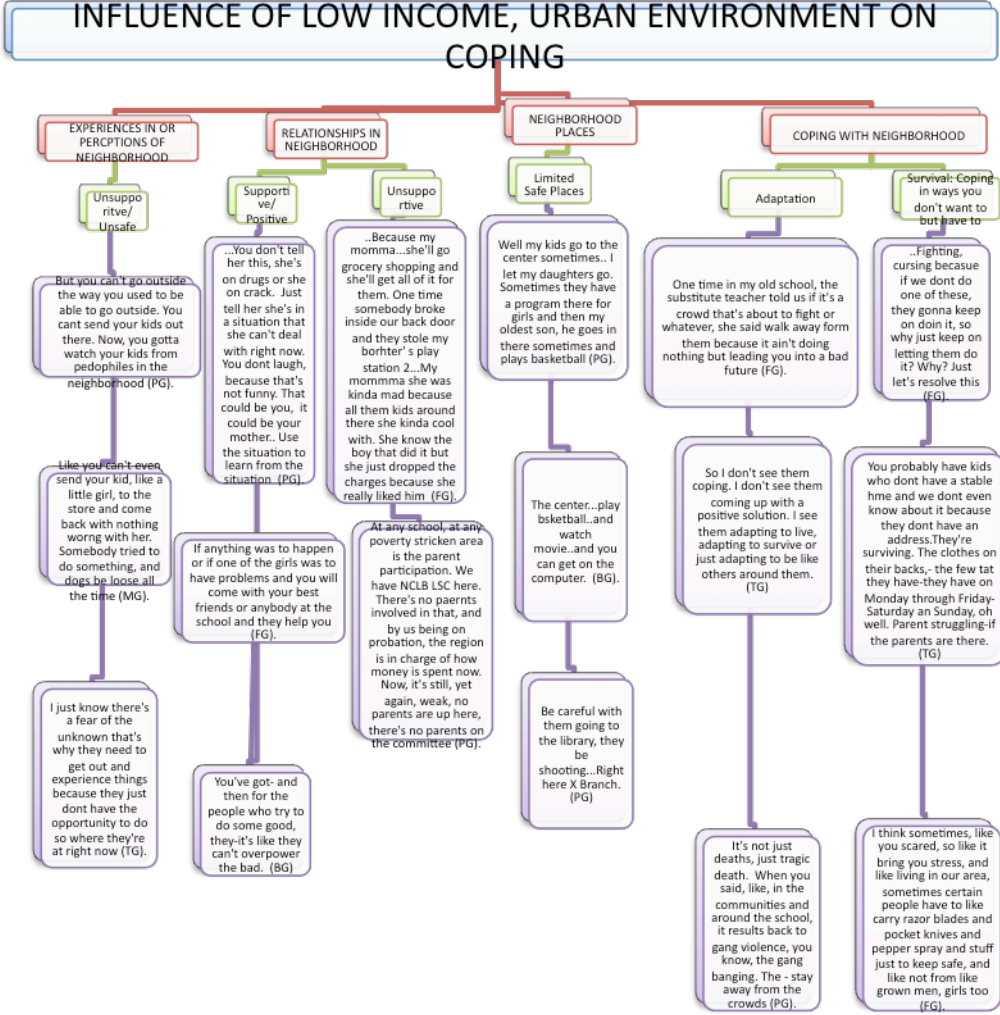 INFLUENCE OF LOW INCOME, URBAN ENVIRONMENT ON
COPING
EXPERIENCES IN OR
PERCPTIONS OF
NEIGHBORHOOD
Unsuppo
ritve/
Unsafe
But you can't go outside
the way you used to be
able to go outside. You
cant send your kids out
there. Now, you gotta
watch your kids from
pedophiles in the
neighborhood (PG).
Like you can't even
send your kid, like a
little girl, to the
store and come
back with nothing
worng with her.
Somebody tried to
do something, and
dogs be loose all
the time (MG).
I just know there's
a fear of the
unknown that's
why they need to
get out and
experience things
because they just
dont have the
opportunity to do
so where they're
at right now (TG).
RELATIONSHIPS IN
NEIGHBORHOOD
Supporti
ve/
Positive
...You don't tell
her this, she's
on drugs or she
on crack. Just
tell her she's in
a situation that
she can't deal
with right now.
You dont laugh,
because that's
not funny. That
could be you, it
could be your
mother.. Use
the situation to
learn from the
situation (PG).
If anything was to happen
or if one of the girls was to
have problems and you will
come with your best
friends or anybody at the
school and they help you
(FG).
You've got- and
then for the
people who try to
do some good,
they-it's like they
can't overpower
the bad. (BG)
Unsuppo
rtive
..Because my
momma...she'll go
grocery shopping and
she'll get all of it for
them. One time
somebody broke
inside our back door
and they stole my
borhter' s play
station 2...My
mommma she was
kinda mad because
all them kids around
there she kinda cool
with. She know the
boy that did it but
she just dropped the
charges because she
really liked him (FG).
At any school, at any
poverty stricken area
is the parent
participation. We
have NCLB LSC here.
There's no paernts
involved in that, and
by us being on
probation, the region
is in charge of how
money is spent now.
Now, it's still, yet
again, weak, no
parents are up here,
there's no parents on
the committee (PG).
NEIGHBORHOOD
PLACES
Limited
Safe Places
Well my kids go to the
center sometimes.. I
let my daughters go.
Sometimes they have
a program there for
girls and then my
oldest son, he goes in
there sometimes and
plays basketball (PG).
The center...play
bsketball..and
watch
movie..and you
can get on the
computer. (BG).
Be careful with
them going to
the library, they
be
shooting...Right
here X Branch.
(PG)
COPING WITH NEIGHBORHOOD
Adaptation
One time in my old school, the
substitute teacher told us if it's a
crowd that's about to fight or
whatever, she said walk away form
them because it ain't doing
nothing but leading you into a bad
future (FG).
So I don't see them
coping. I don't see them
coming up with a
positive solution. I see
them adapting to live,
adapting to survive or
just adapting to be like
others around them.
(TG)
It's not just
deaths, just tragic
death. When you
said, like, in the
communities and
around the school,
it results back to
gang violence, you
know, the gang
banging. The - stay
away from the
crowds (PG).
Survival: Coping
in ways you
don't want to
but have to
..Fighting,
cursing becasue
if we dont do
one of these,
they gonna keep
on doin it, so
why just keep on
letting them do
it? Why? Just
let's resolve this
(FG).
You probably have kids
who dont have a stable
hme and we dont even
know about it because
they dont have an
address.They're
surviving. The clothes on
their backs,- the few tat
they have-they have on
Monday through Friday-
Saturday an Sunday, oh
well. Parent struggling-if
the parents are there.
(TG)
I think sometimes, like
you scared, so like it
bring you stress, and
like living in our area,
sometimes certain
people have to like
carry razor blades and
pocket knives and
pepper spray and stuff
just to keep safe, and
like not from like
grown men, girls too
(FG).